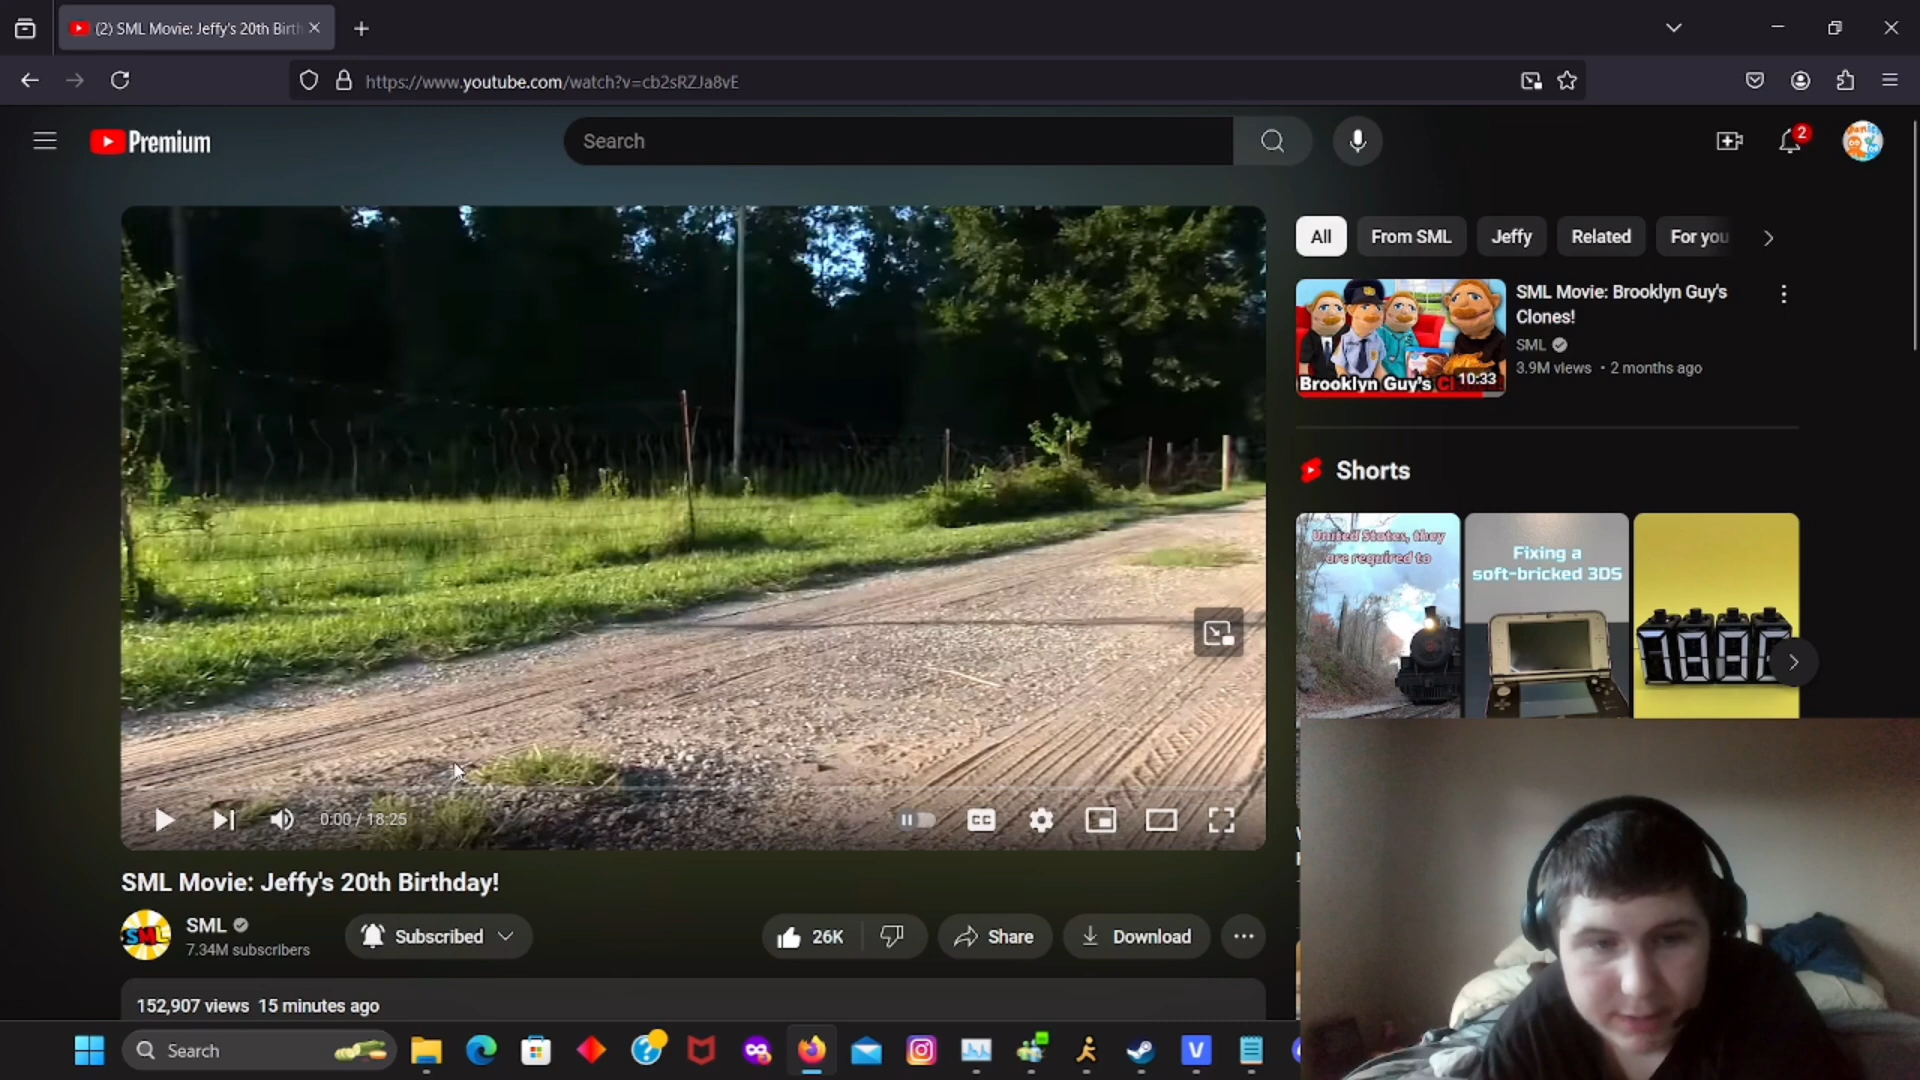 (2) SML Movie: Jeffy's 20th Birth
https://www.youtube.com/watch?v=cb2sRZJa8vE
Premium
Search
2
All
From SML
Jeffy
Related
For you
Brooklyn Guy's
10:33
SML Movie: Brooklyn Guy's
Clones!
SML
3.9M views • 2 months ago
Shorts
United States, they
are required to
Fixing a
soft-bricked 3DS
0:00 / 18:25
CC
SML Movie: Jeffy's 20th Birthday!
SML
SML
7.34M subscribers
Subscribed
26K
Share
Download
152,907 views 15 minutes ago
Search